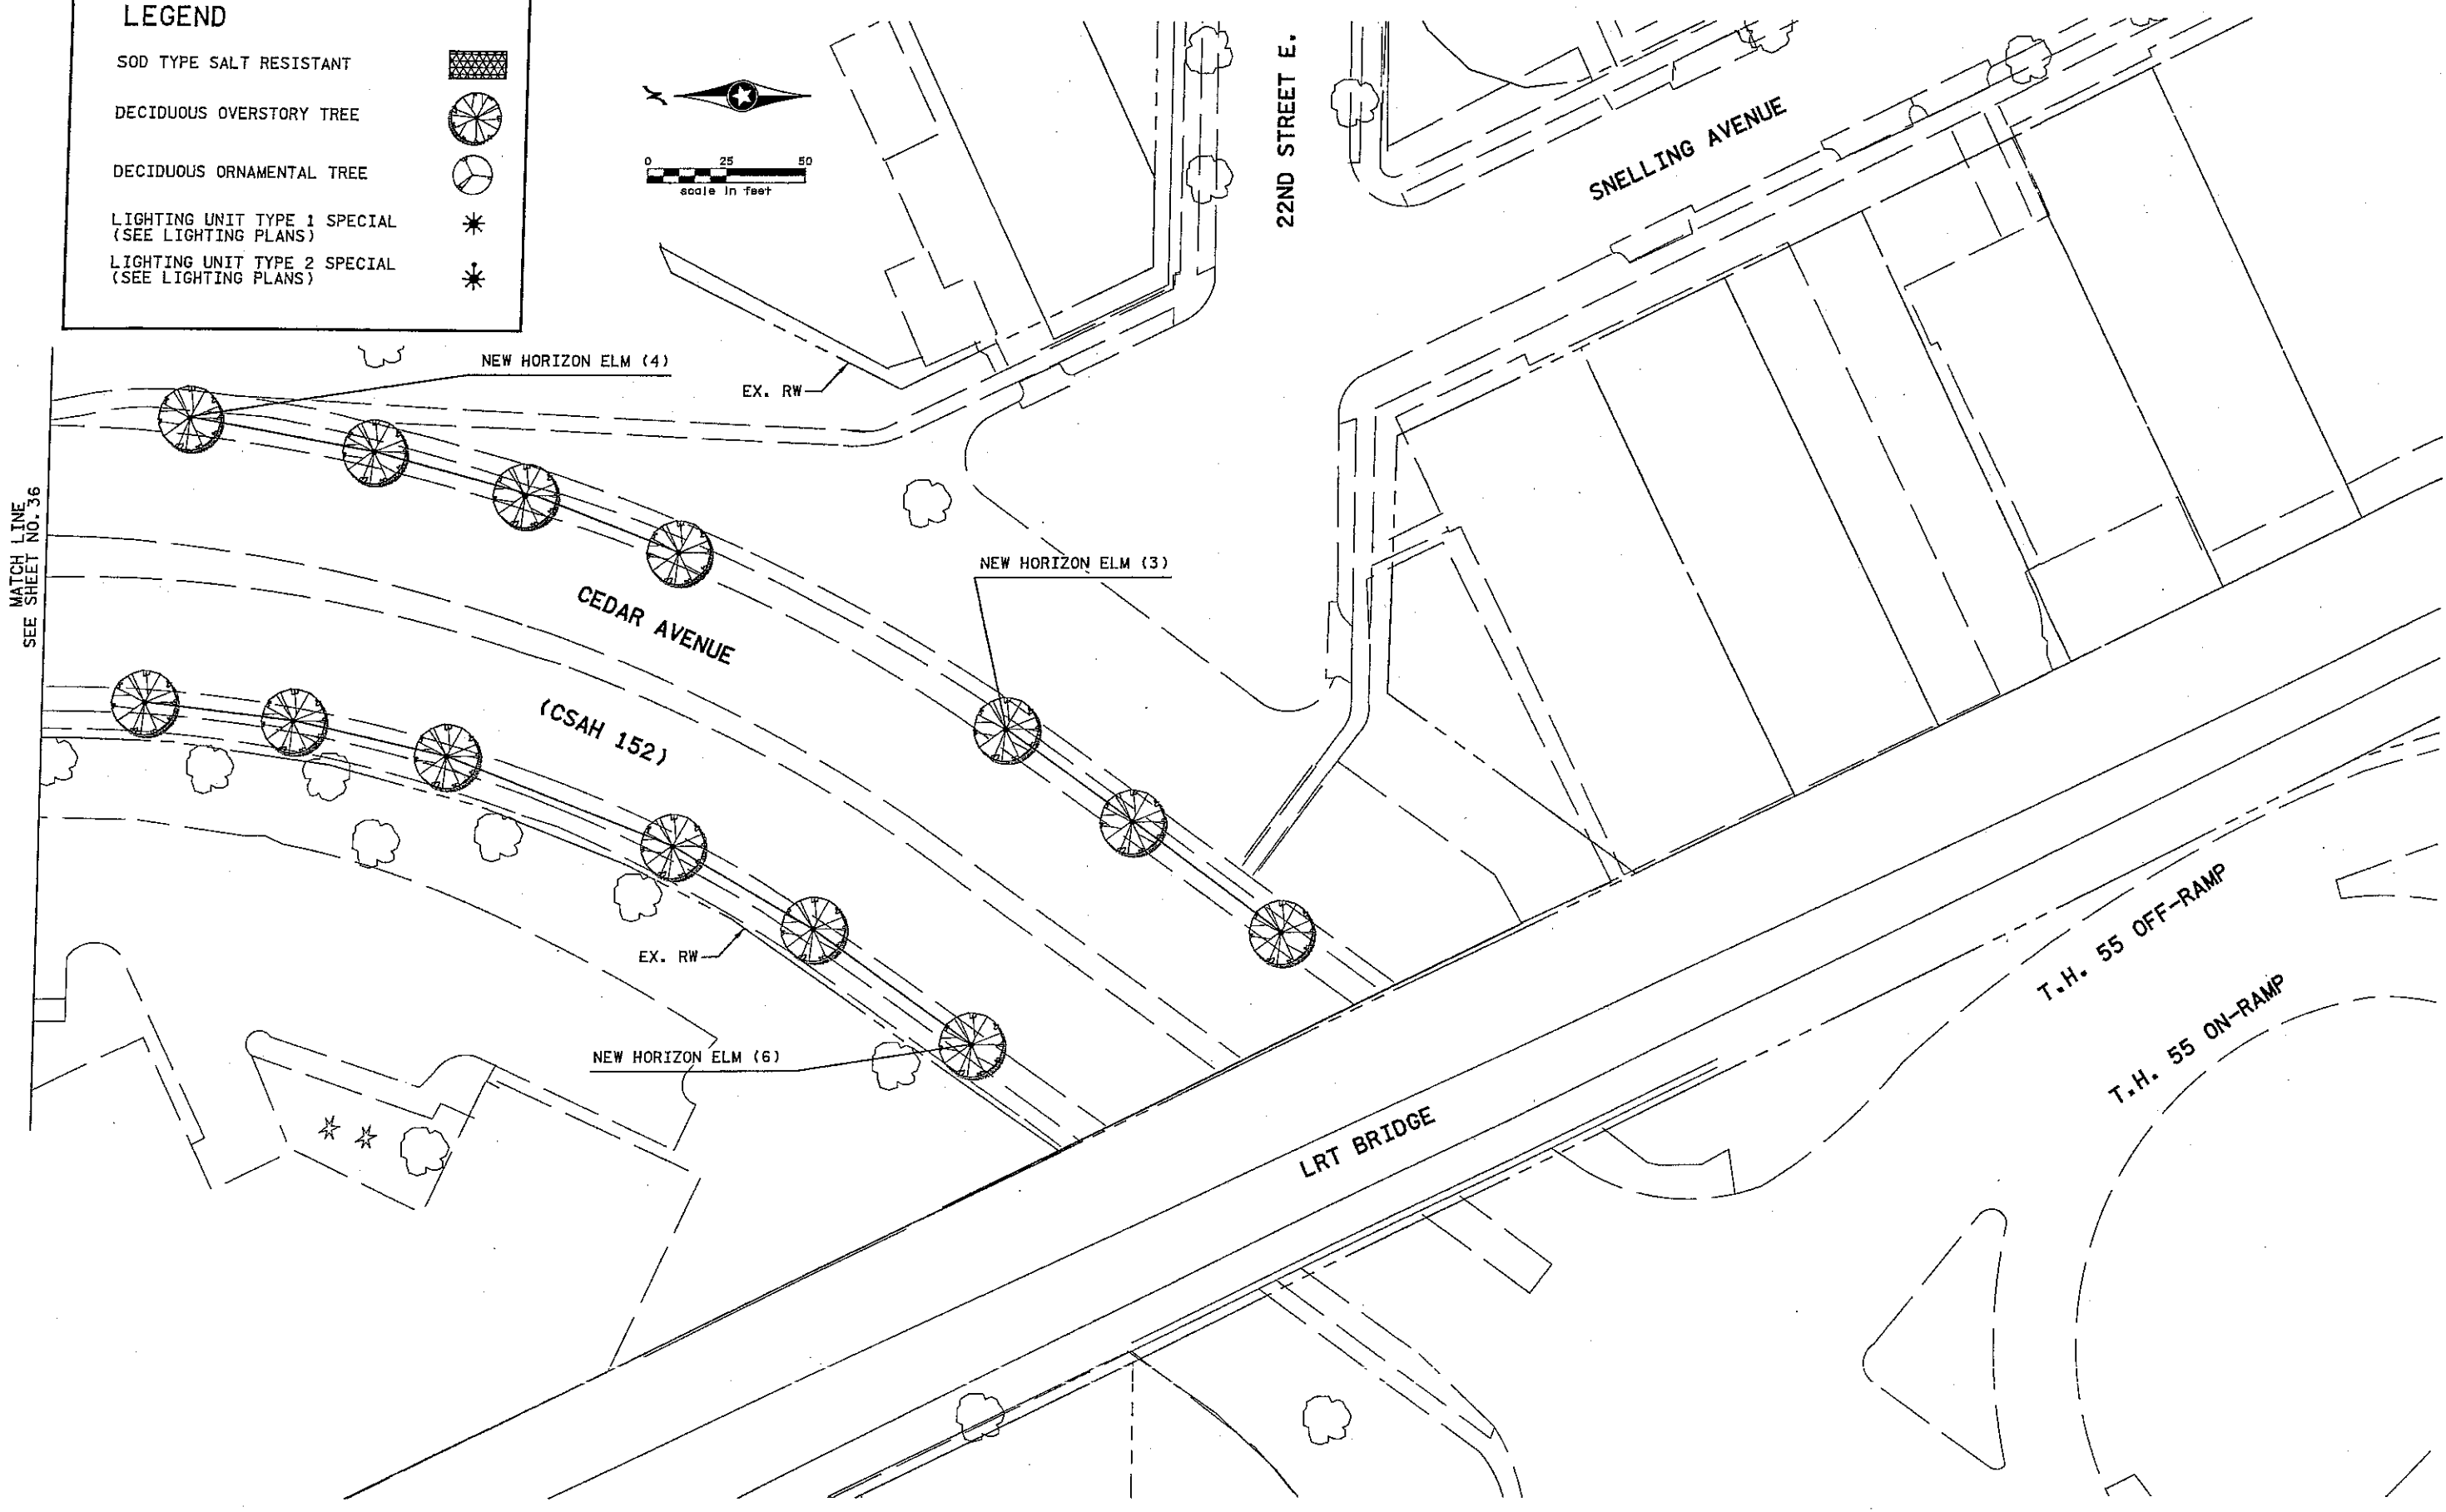 LEGEND
SOD TYPE SALT RESISTANT
DECIDUOUS OVERSTORY TREE
DECIDUOUS ORNAMENTAL TREE
LIGHTING UNIT TYPE 1 SPECIAL
(SEE LIGHTING PLANS)
LIGHTING UNIT TYPE 2 SPECIAL
(SEE LIGHTING PLANS)
N
0 25 50
scale in feet
22ND STREET E.
SNELLING AVENUE
NEW HORIZON ELM (4)
EX. RW
MATCH LINE
SEE SHEET NO. 36
NEW HORIZON ELM (3)
CEDAR AVENUE
(CSAH 152)
EX. RW
NEW HORIZON ELM (6)
LRT BRIDGE
T.H. 55 OFF-RAMP
T.H. 55 ON-RAMP